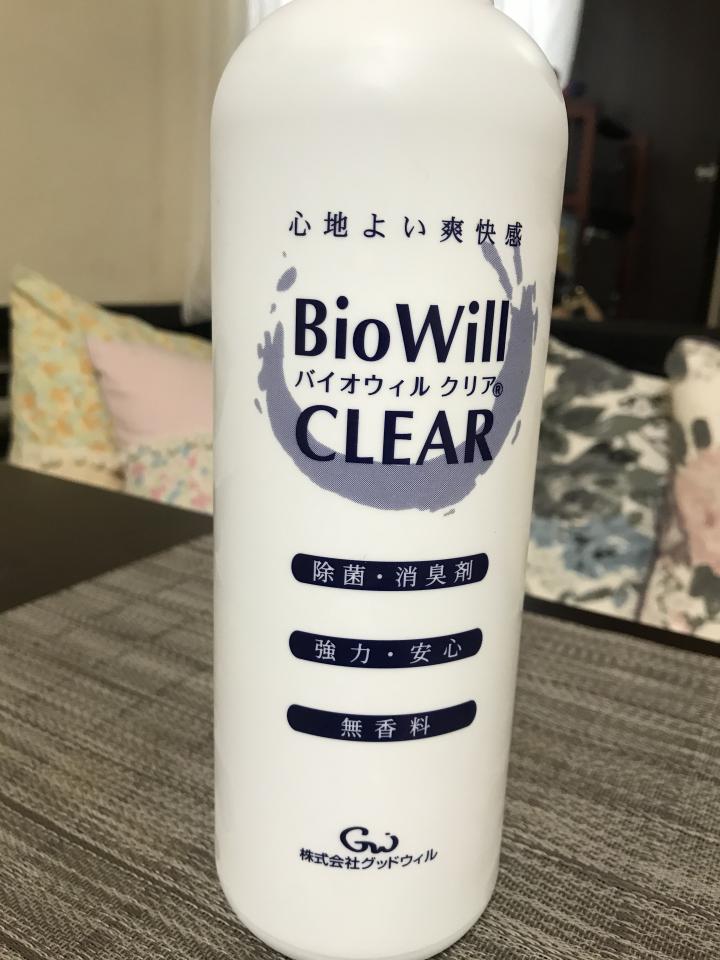 心地よい爽快感
BioWill
バイオウィル クリア®
CLEAR
除菌・消臭剤
強力・安心
無香料
GW
株式会社グッドウィル